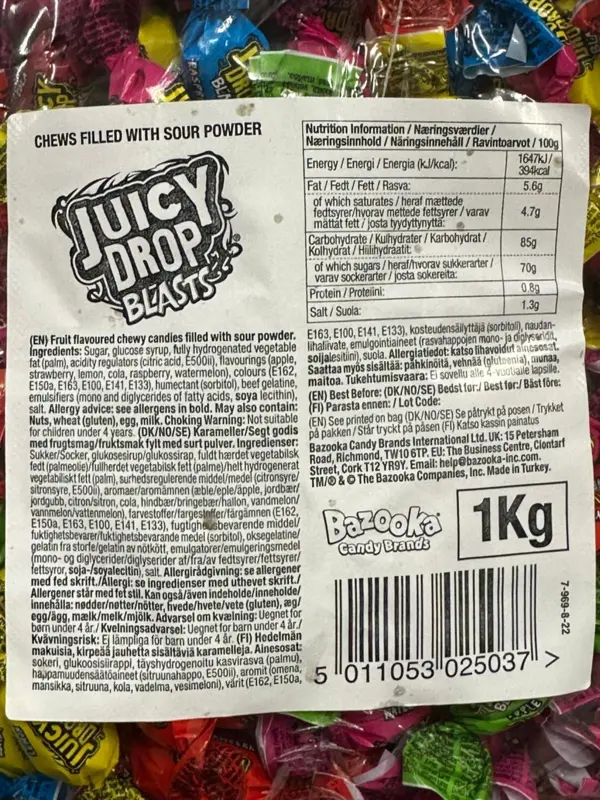 CHEWS FILLED WITH SOUR POWDER
JUICY
DROP
BLASTS
(EN) Fruit flavoured chewy candies filled with sour powder.
Ingredients: Sugar, glucose syrup, fully hydrogenated vegetable
fat (palm), acidity regulators (citric acid, E500ii), flavourings (apple,
strawberry, lemon, cola, raspberry, watermelon), colours (E162,
E150a, E163, E100, E141, E133), humectant (sorbitol), beef gelatine,
emulsifiers (mono and diglycerides of fatty acids, soya lecithin),
salt. Allergy advice: see allergens in bold. May also contain:
Nuts, wheat (gluten), egg, milk. Choking Warning: Not suitable
for children under 4 years. (DK/NO/SE) Karameller/Segt godis
med frugtsmag/fruktsmak fylt med surt pulver. Ingredienser:
Sukker/Socker, glukosesirup/glukossirap, fuldt hærdet vegetabilsk
fedt (palmeolie)/fullherdet vegetabilsk fett (palme)/helt hydrogenerat
vegetabiliskt fett (palm), surhedsregulerende middel/medel (citronsyre/
sitronsyre, E500ii), aromaer/aromämnen (æble/eple/äpple, jordbær/
jordgubb, citron/sitron, cola, hindbær/bringebær/hallon, vandmelon/
vannmelon/vattenmelon), farvestoffer/fargestoffer/färgämnen (E162,
E150a, E163, E100, E141, E133), fugtighedsbevarende middel/
fuktighetsbevarer/fuktighetsbevarande medel (sorbitol), oksegelatine/
gelatin fra storfe/gelatin av nötkött, emulgatorer/emulgeringsmedel
(mono- og diglycerider/diglyserider af/fra/av fedtsyrer/fettsyrer/
fettsyror, soja-/soyalecitin), salt. Allergirådgivning: se allergener
med fed skrift./Allergi: se ingredienser med uthevet skrift./
Allergener står med fet stil. Kan også/även indeholde/inneholde/
innehålla: nødder/nøtter/nötter, hvede/hvete/vete (gluten), æg/
egg/ägg, mælk/melk/mjölk. Advarsel om kvælning: Uegnet for
børn under 4 år./ Kvelningsadvarsel: Uegnet for barn under 4 år./
Kvävningsrisk: Ej lämpliga för barn under 4 år. (FI) Hedelmän
makuisia, kirpeää jauhetta sisältäviä karamelleja. Ainesosat:
sokeri, glukoosisiirappi, täyshydrogenoitu kasvirasva (palmu),
happamuudensäätöaineet (sitruunahappo, E500ii), aromit (omena,
mansikka, sitruuna, kola, vadelma, vesimeloni), värit (E162, E150a,
Nutrition Information / Næringsværdier /
Næringsinnhold / Näringsinnehåll / Ravintoarvot / 100g
Energy / Energi / Energia (kJ/kcal): 1647kJ/
394kcal
Fat / Fedt / Fett / Rasva: 5.6g
of which saturates / heraf mættede
fedtsyrer/hvorav mettede fettsyrer / varav
mättat fett / josta tyydyttynyttä: 4.7g
Carbohydrate / Kulhydrater / Karbohydrat /
Kolhydrat / Hiilihydraatit: 85g
of which sugars / heraf/hvorav sukkerarter /
varav sockerarter / josta sokereita: 70g
Protein / Proteiini: 0.8g
Salt / Suola: 1.3g
E163, E100, E141, E133), kosteudensäilyttäjä (sorbitoli), naudan-
lihaliivate, emulgointiaineet (rasvahappojen mono- ja diglyseridit,
soijalesitiini), suola. Allergiatiedot: katso lihavoidut ainesosat.
Saattaa myös sisältää: pähkinöitä, vehnää (gluteenia), munaa,
maitoa. Tukehtumisvaara: Ei sovellu alle 4-vuotiaille lapsille.
(EN) Best Before: (DK/NO/SE) Bedst før:/ Best før:/ Bäst före:
(FI) Parasta ennen: / Lot Code:
(EN) See printed on bag (DK/NO/SE) Se påtrykt på posen / Trykket
på pakken / Står tryckt på påsen (FI) Katso kassin painatus
Bazooka Candy Brands International Ltd. UK: 15 Petersham
Road, Richmond, TW10 6TP. EU: The Business Centre, Clontarf
Street, Cork T12 YR9Y. Email: help@bazooka-inc.com.
TM/® & © The Bazooka Companies, Inc. Made in Turkey.
Bazooka
Candy Brands
1Kg
7-969-8-22
5 011053 025037 >